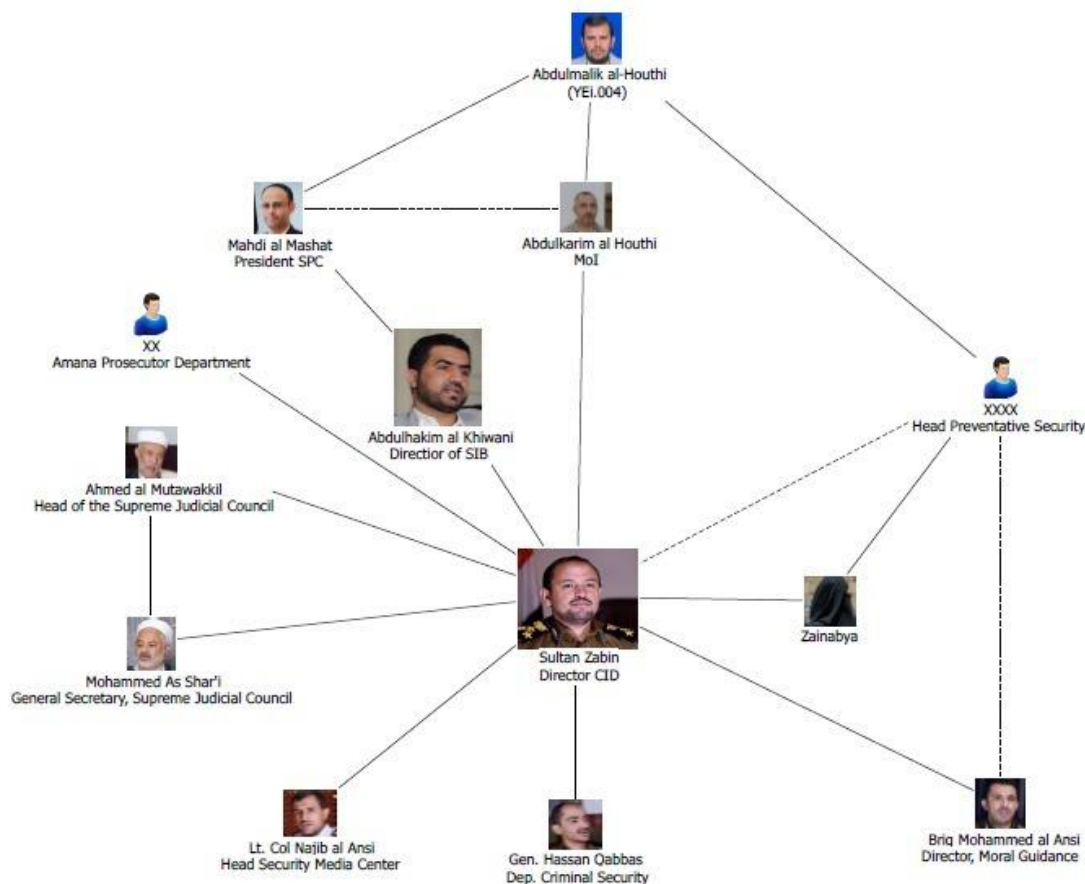 Abdulmalik al-Houthi
(YEi.004)
Mahdi al Mashat
President SPC
Abdulkarim al Houthi
MoI
XX
Amana Prosecutor Department
Abdulhakim al Khiwani
Direction of SIB
XXXX
Head Preventative Security
Ahmed al Mutawakkil
Head of the Supreme Judicial Council
Zainabya
Mohammed As Shar'i
General Secretary, Supreme Judicial Council
Sultan Zabin
Director CID
Lt. Col Najib al Ansi
Head Security Media Center
Gen. Hassan Qabbas
Dep. Criminal Security
Brig Mohammed al Ansi
Director, Moral Guidance